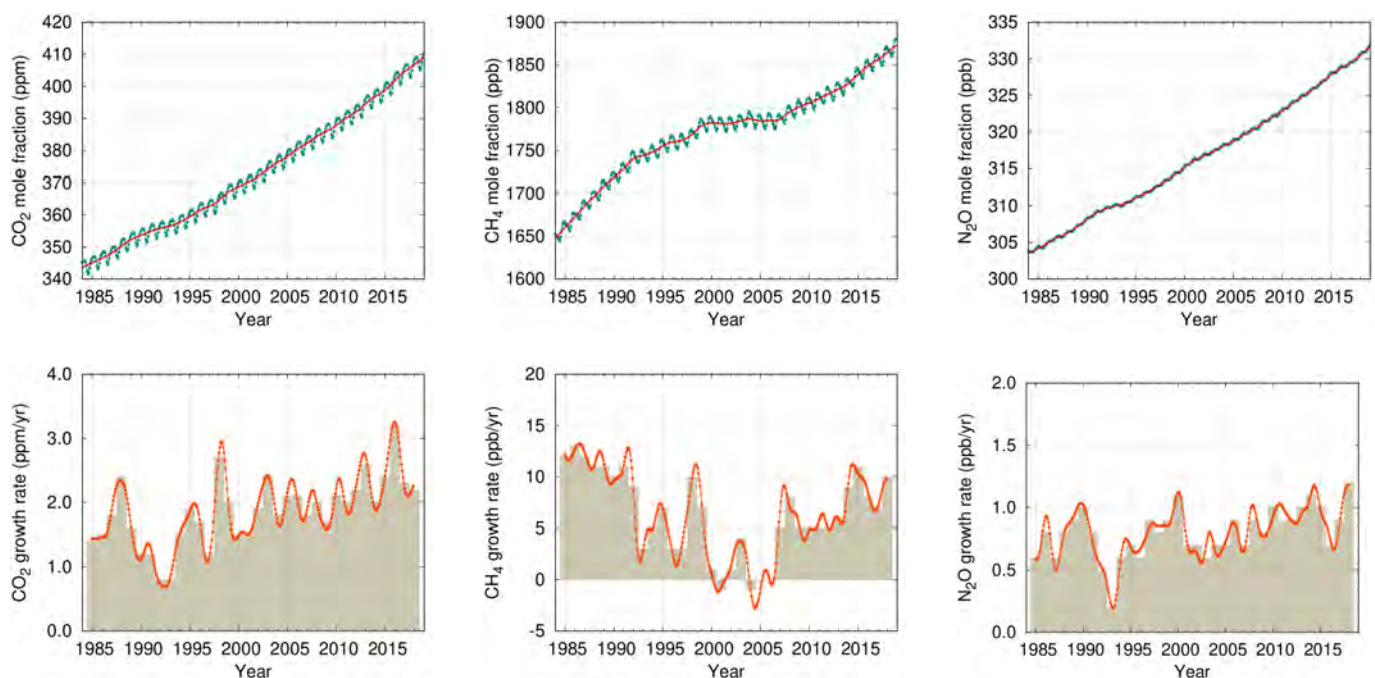 CO2 mole fraction (ppm)
420
410
400
390
380
370
360
350
340
1985 1990 1995 2000 2005 2010 2015
Year
CH4 mole fraction (ppb)
1900
1850
1800
1750
1700
1650
1600
1985 1990 1995 2000 2005 2010 2015
Year
N2O mole fraction (ppb)
335
330
325
320
315
310
305
300
1985 1990 1995 2000 2005 2010 2015
Year
CO2 growth rate (ppm/yr)
4.0
3.0
2.0
1.0
0.0
1985 1990 1995 2000 2005 2010 2015
Year
CH4 growth rate (ppb/yr)
20
15
10
5
0
-5
1985 1990 1995 2000 2005 2010 2015
Year
N2O growth rate (ppb/yr)
2.0
1.5
1.0
0.5
0.0
1985 1990 1995 2000 2005 2010 2015
Year